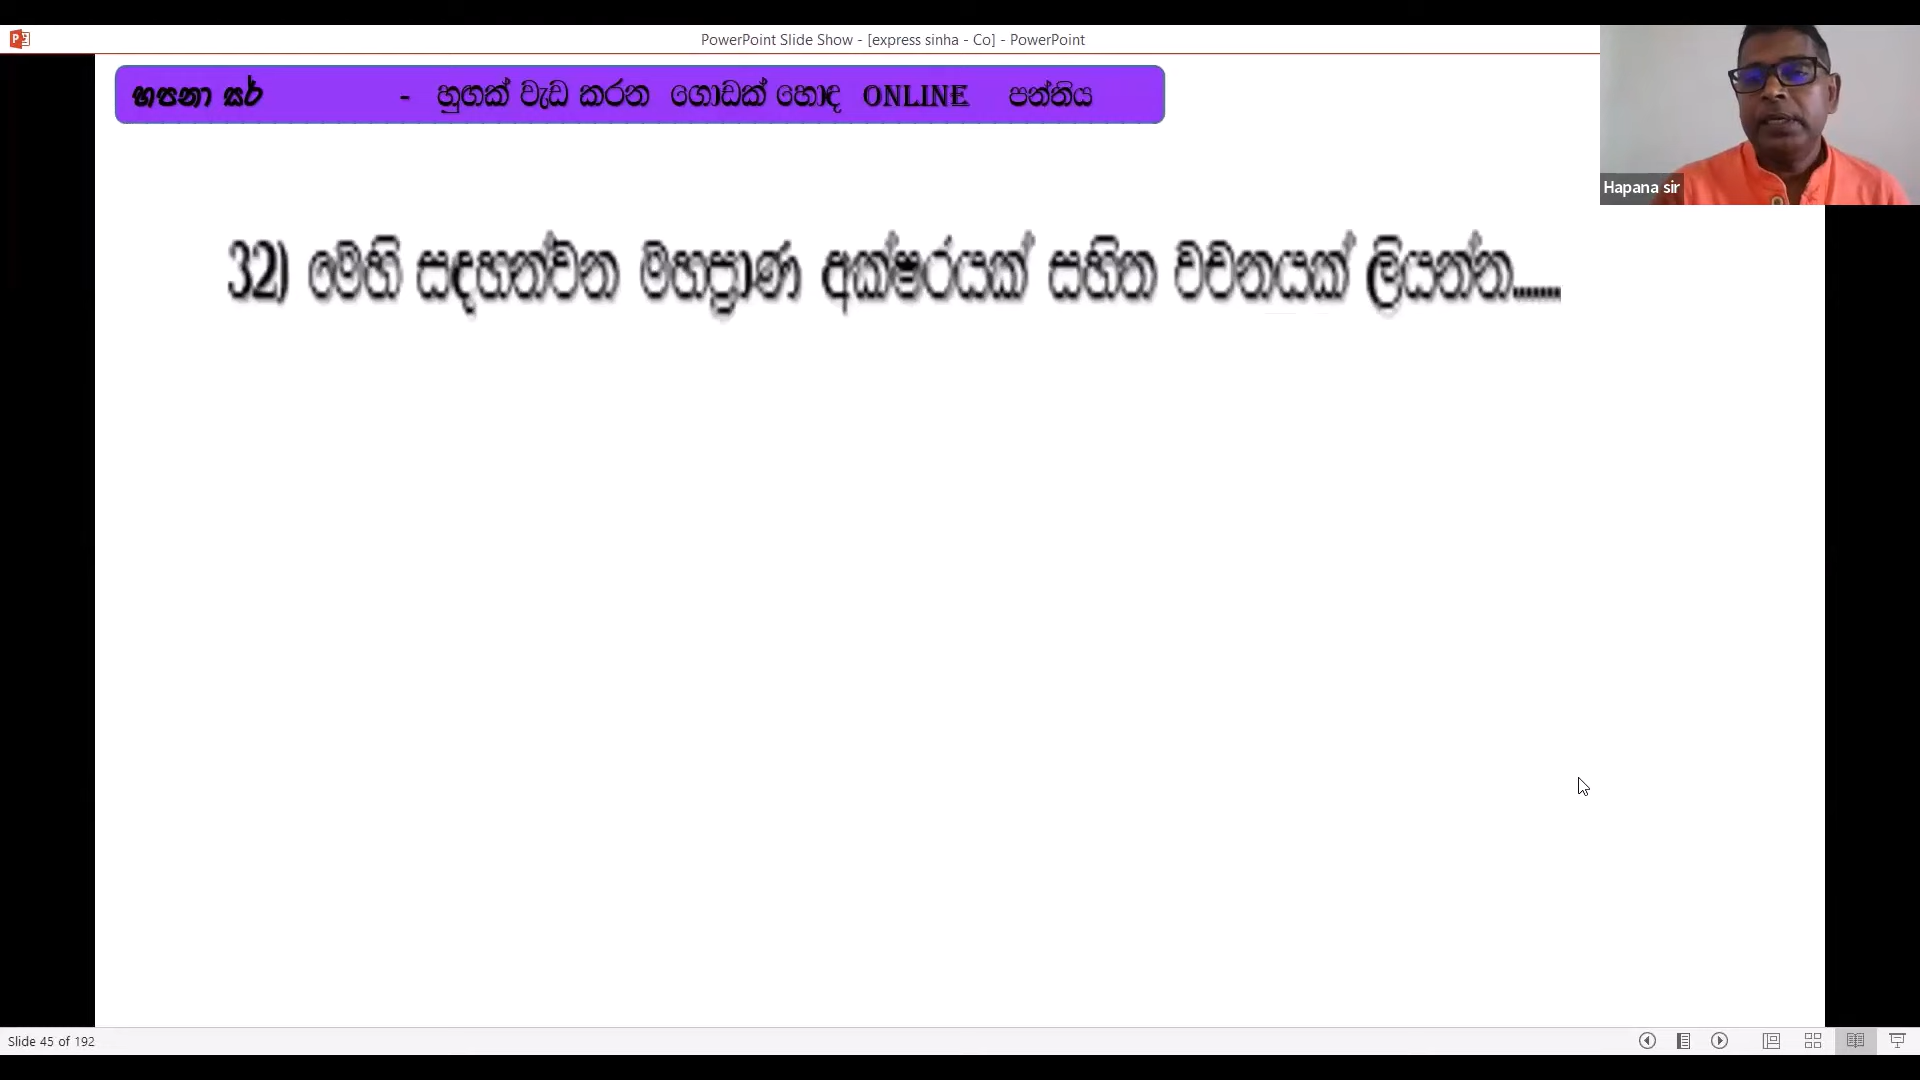 PowerPoint Slide Show - [express sinha - Co] - PowerPoint
හපනා සර් - හුඟක් වැඩ කරන ගොඩක් හොඳ ONLINE පන්තිය
Hapana sir
32) මෙහි සඳහන්වන මහප්‍රාණ අක්ෂරයක් සහිත වචනයක් ලියන්න.......
Slide 45 of 192